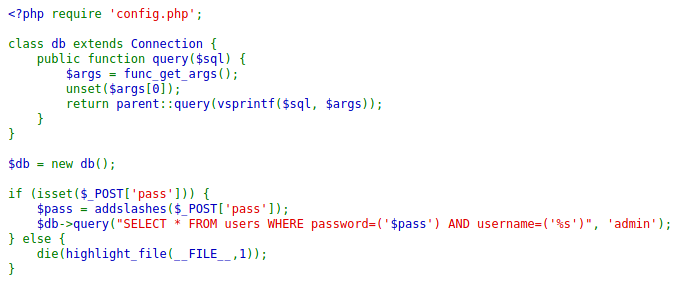 <?php require 'config.php';
class db extends Connection {
    public function query($sql) {
        $args = func_get_args();
        unset($args[0]);
        return parent::query(vsprintf($sql, $args));
    }
}
$db = new db();
if (isset($_POST['pass'])) {
    $pass = addslashes($_POST['pass']);
    $db->query("SELECT * FROM users WHERE password=('$pass') AND username=('%s')", 'admin');
} else {
    die(highlight_file(__FILE__,1));
}